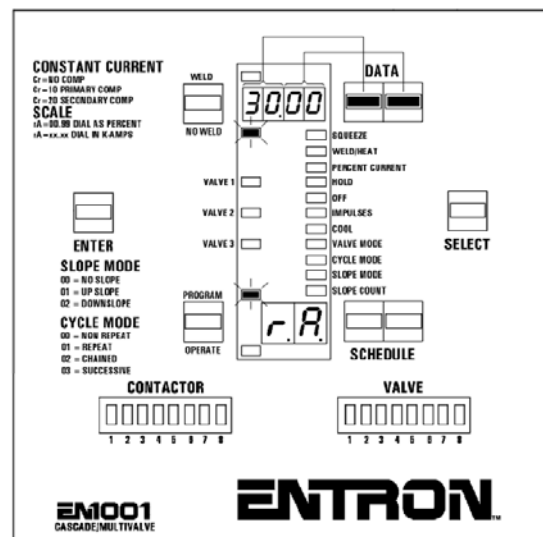 CONSTANT CURRENT
Cr=NO COMP
Cr=10 PRIMARY COMP
Cr=20 SECONDARY COMP
SCALE
rA=00.99 DIAL AS PERCENT
rA=xx.xx DIAL IN K-AMPS
WELD
NO WELD
30.00
DATA
SQUEEZE
WELD/HEAT
PERCENT CURRENT
HOLD
OFF
IMPULSES
COOL
VALVE MODE
CYCLE MODE
SLOPE MODE
SLOPE COUNT
VALVE 1
VALVE 2
VALVE 3
ENTER
SELECT
SLOPE MODE
00 = NO SLOPE
01 = UP SLOPE
02 = DOWNSLOPE
CYCLE MODE
00 = NON REPEAT
01 = REPEAT
02 = CHAINED
03 = SUCCESSIVE
PROGRAM
OPERATE
r.A.
SCHEDULE
CONTACTOR
1 2 3 4 5 6 7 8
VALVE
1 2 3 4 5 6 7 8
EN1001
CASCADE/MULTIVALVE
ENTRON™